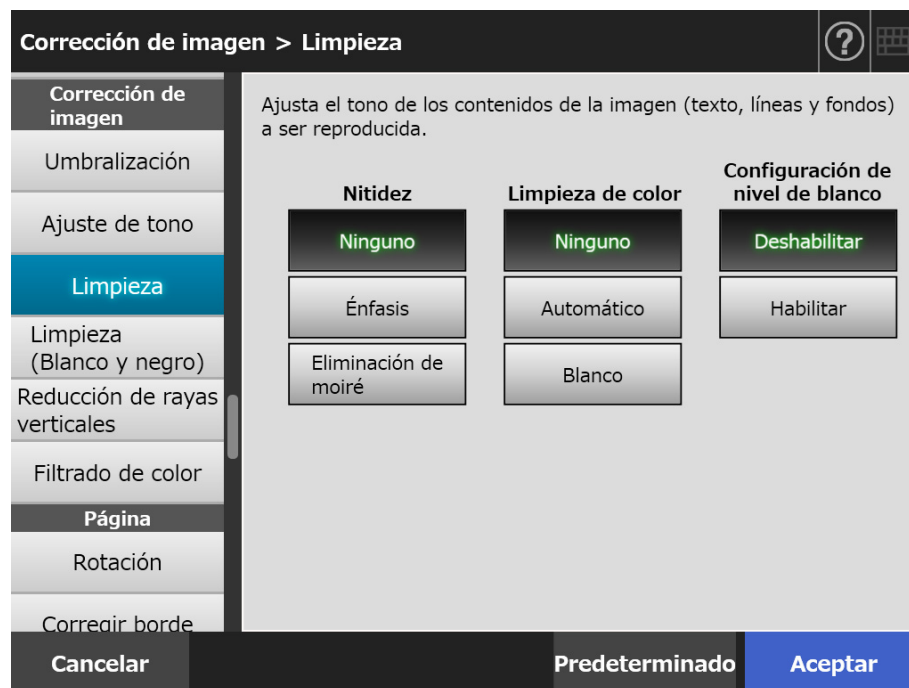 Corrección de imagen > Limpieza
?
Corrección de
imagen
Umbralización
Ajuste de tono
Limpieza
Limpieza
(Blanco y negro)
Reducción de rayas
verticales
Filtrado de color
Página
Rotación
Corregir borde
Ajusta el tono de los contenidos de la imagen (texto, líneas y fondos)
a ser reproducida.
Nitidez
Ninguno
Énfasis
Eliminación de
moiré
Limpieza de color
Ninguno
Automático
Blanco
Configuración de
nivel de blanco
Deshabilitar
Habilitar
Cancelar
Predeterminado
Aceptar